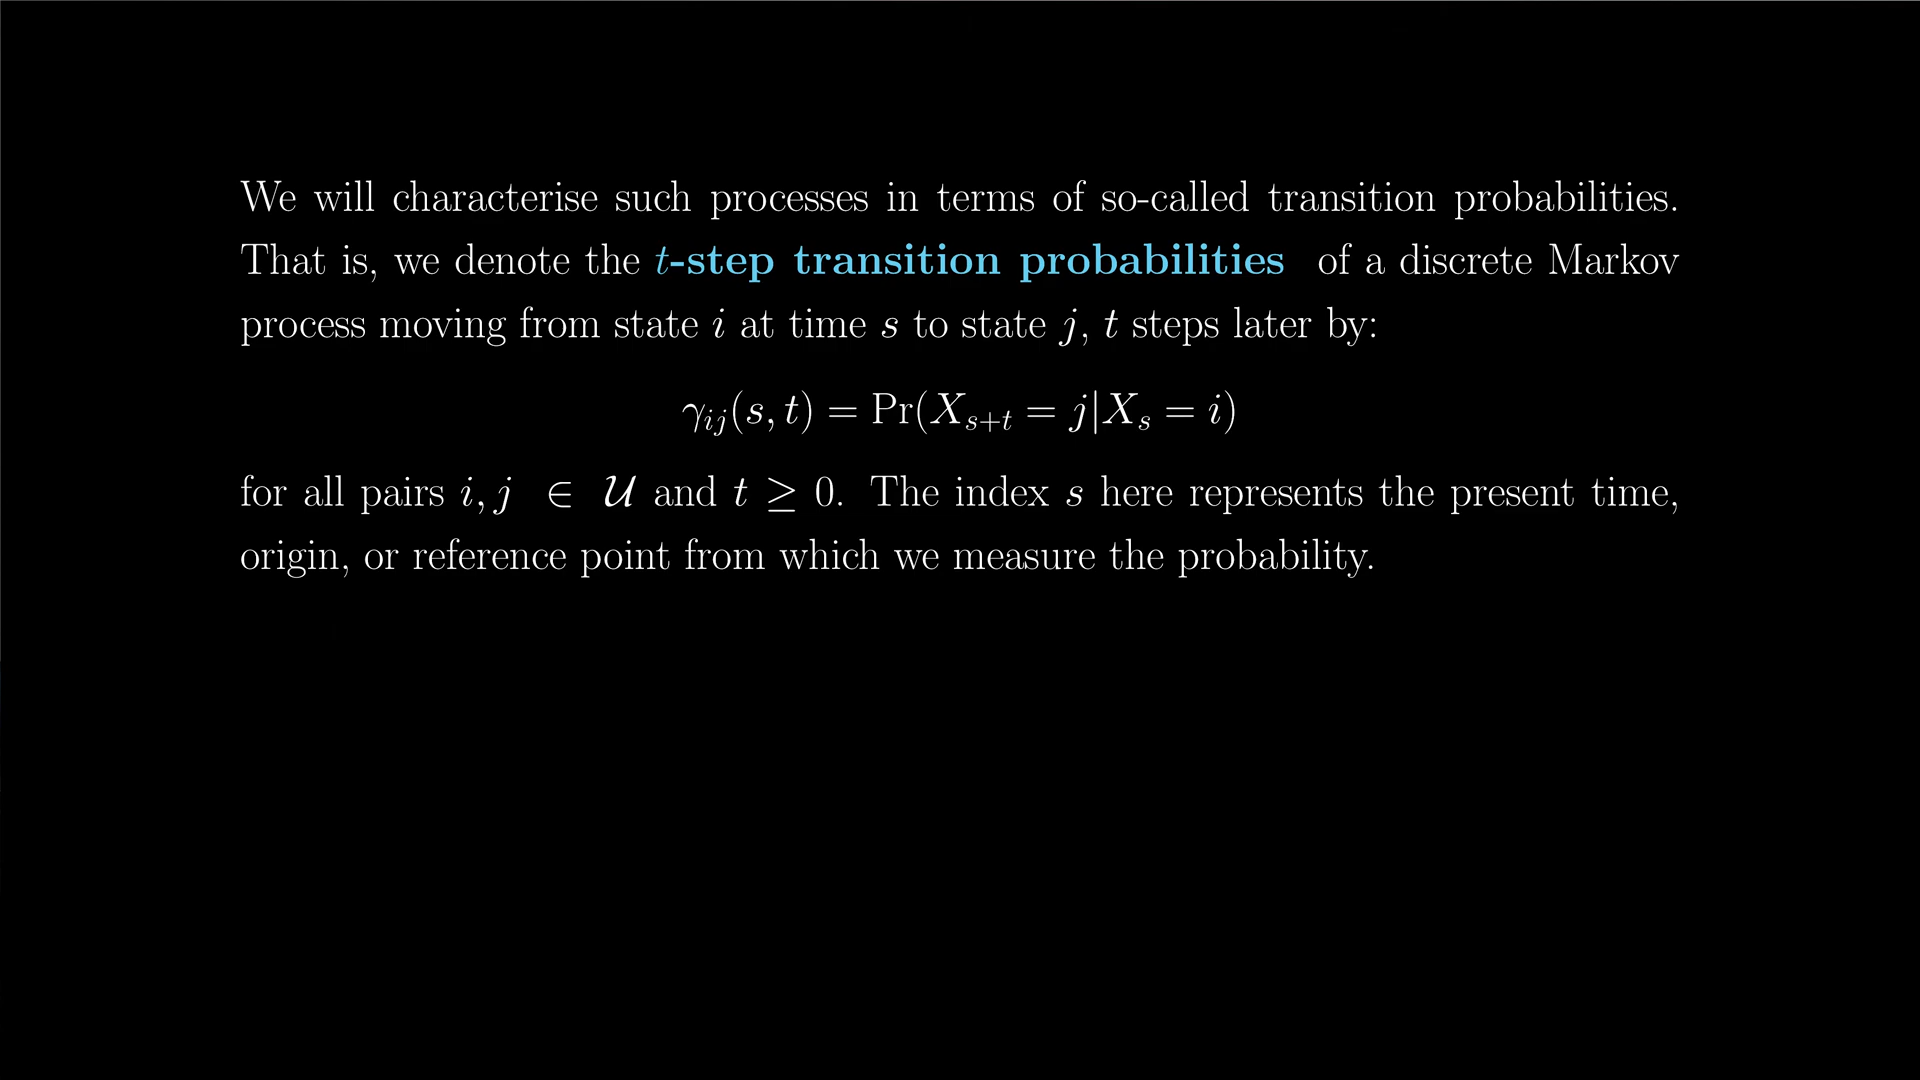 We will characterise such processes in terms of so-called transition probabilities.
That is, we denote the t-step transition probabilities of a discrete Markov
process moving from state i at time s to state j, t steps later by:
γ_{ij}(s, t) = Pr(X_{s+t} = j|X_s = i)
for all pairs i, j ∈ 𝒰 and t ≥ 0. The index s here represents the present time,
origin, or reference point from which we measure the probability.